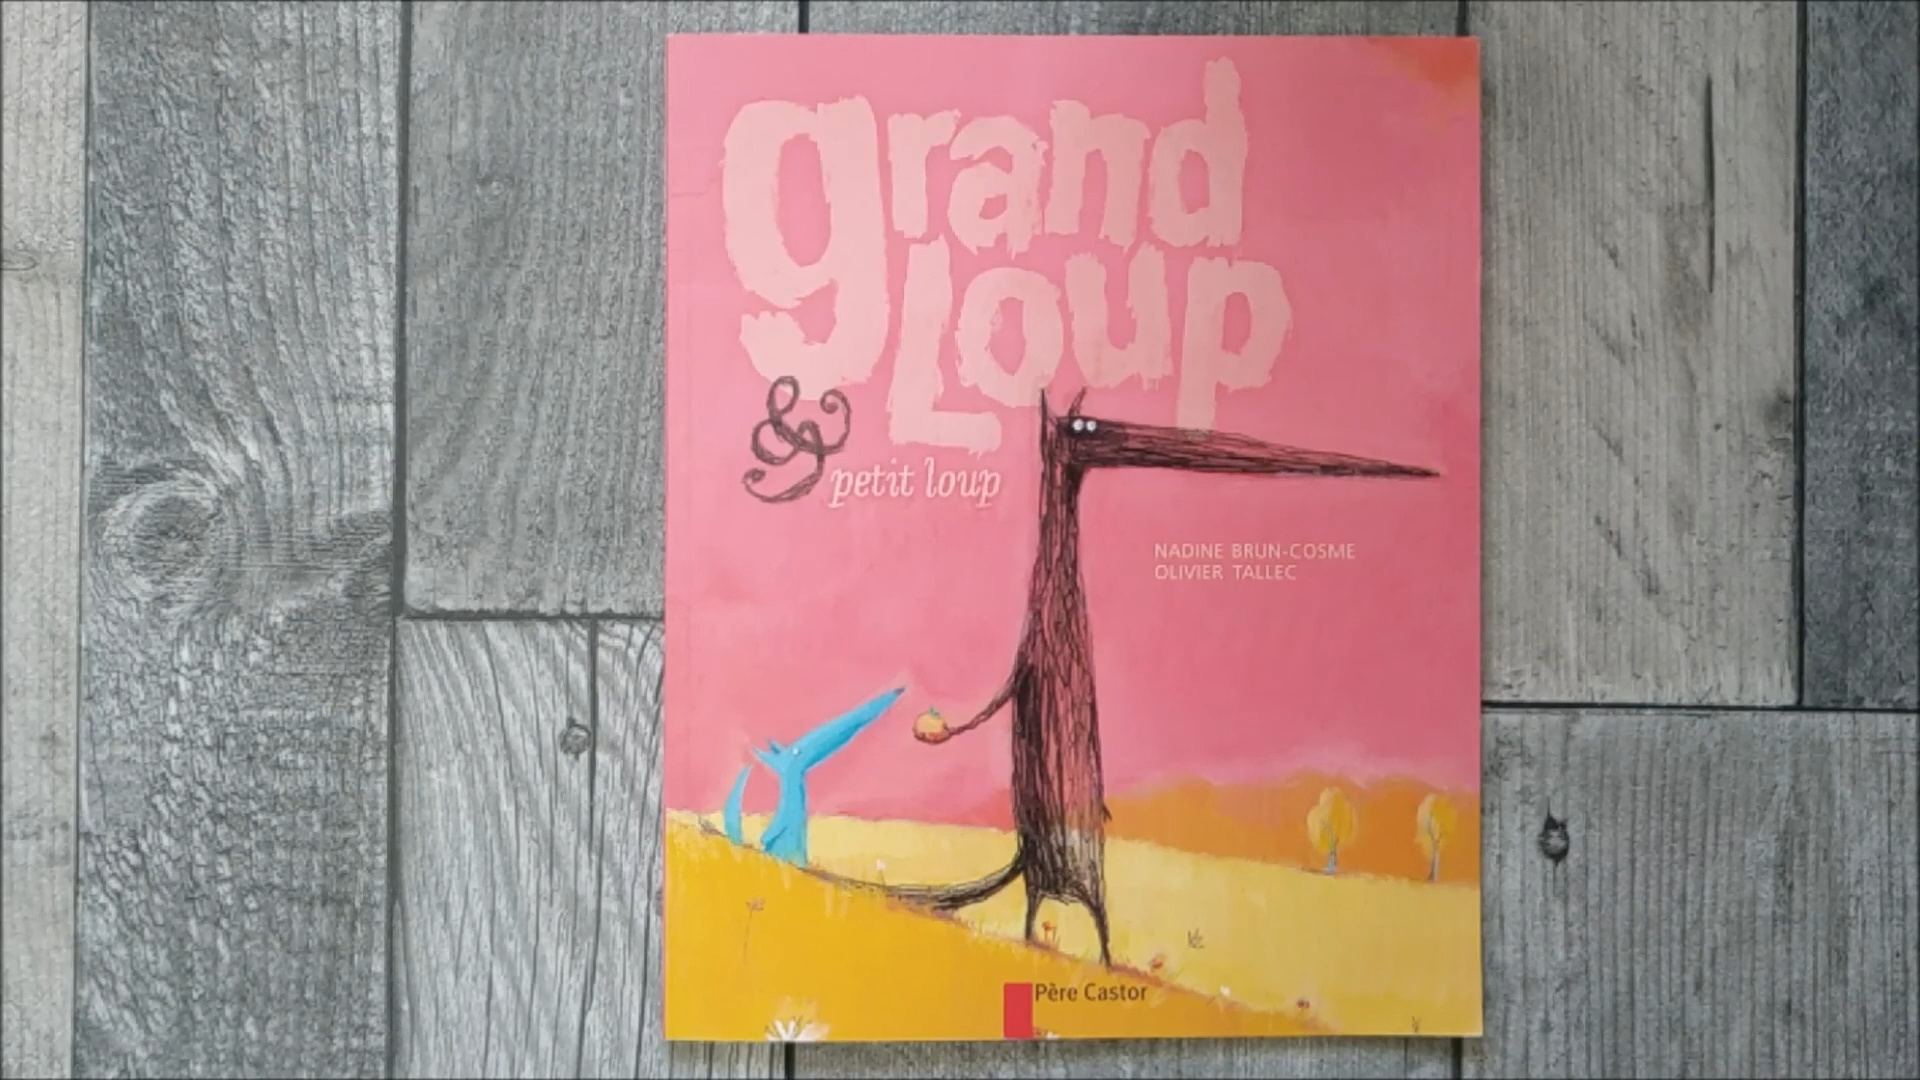 grand
Loup
&
petit loup
NADINE BRUN-COSME
OLIVIER TALLEC
Père Castor